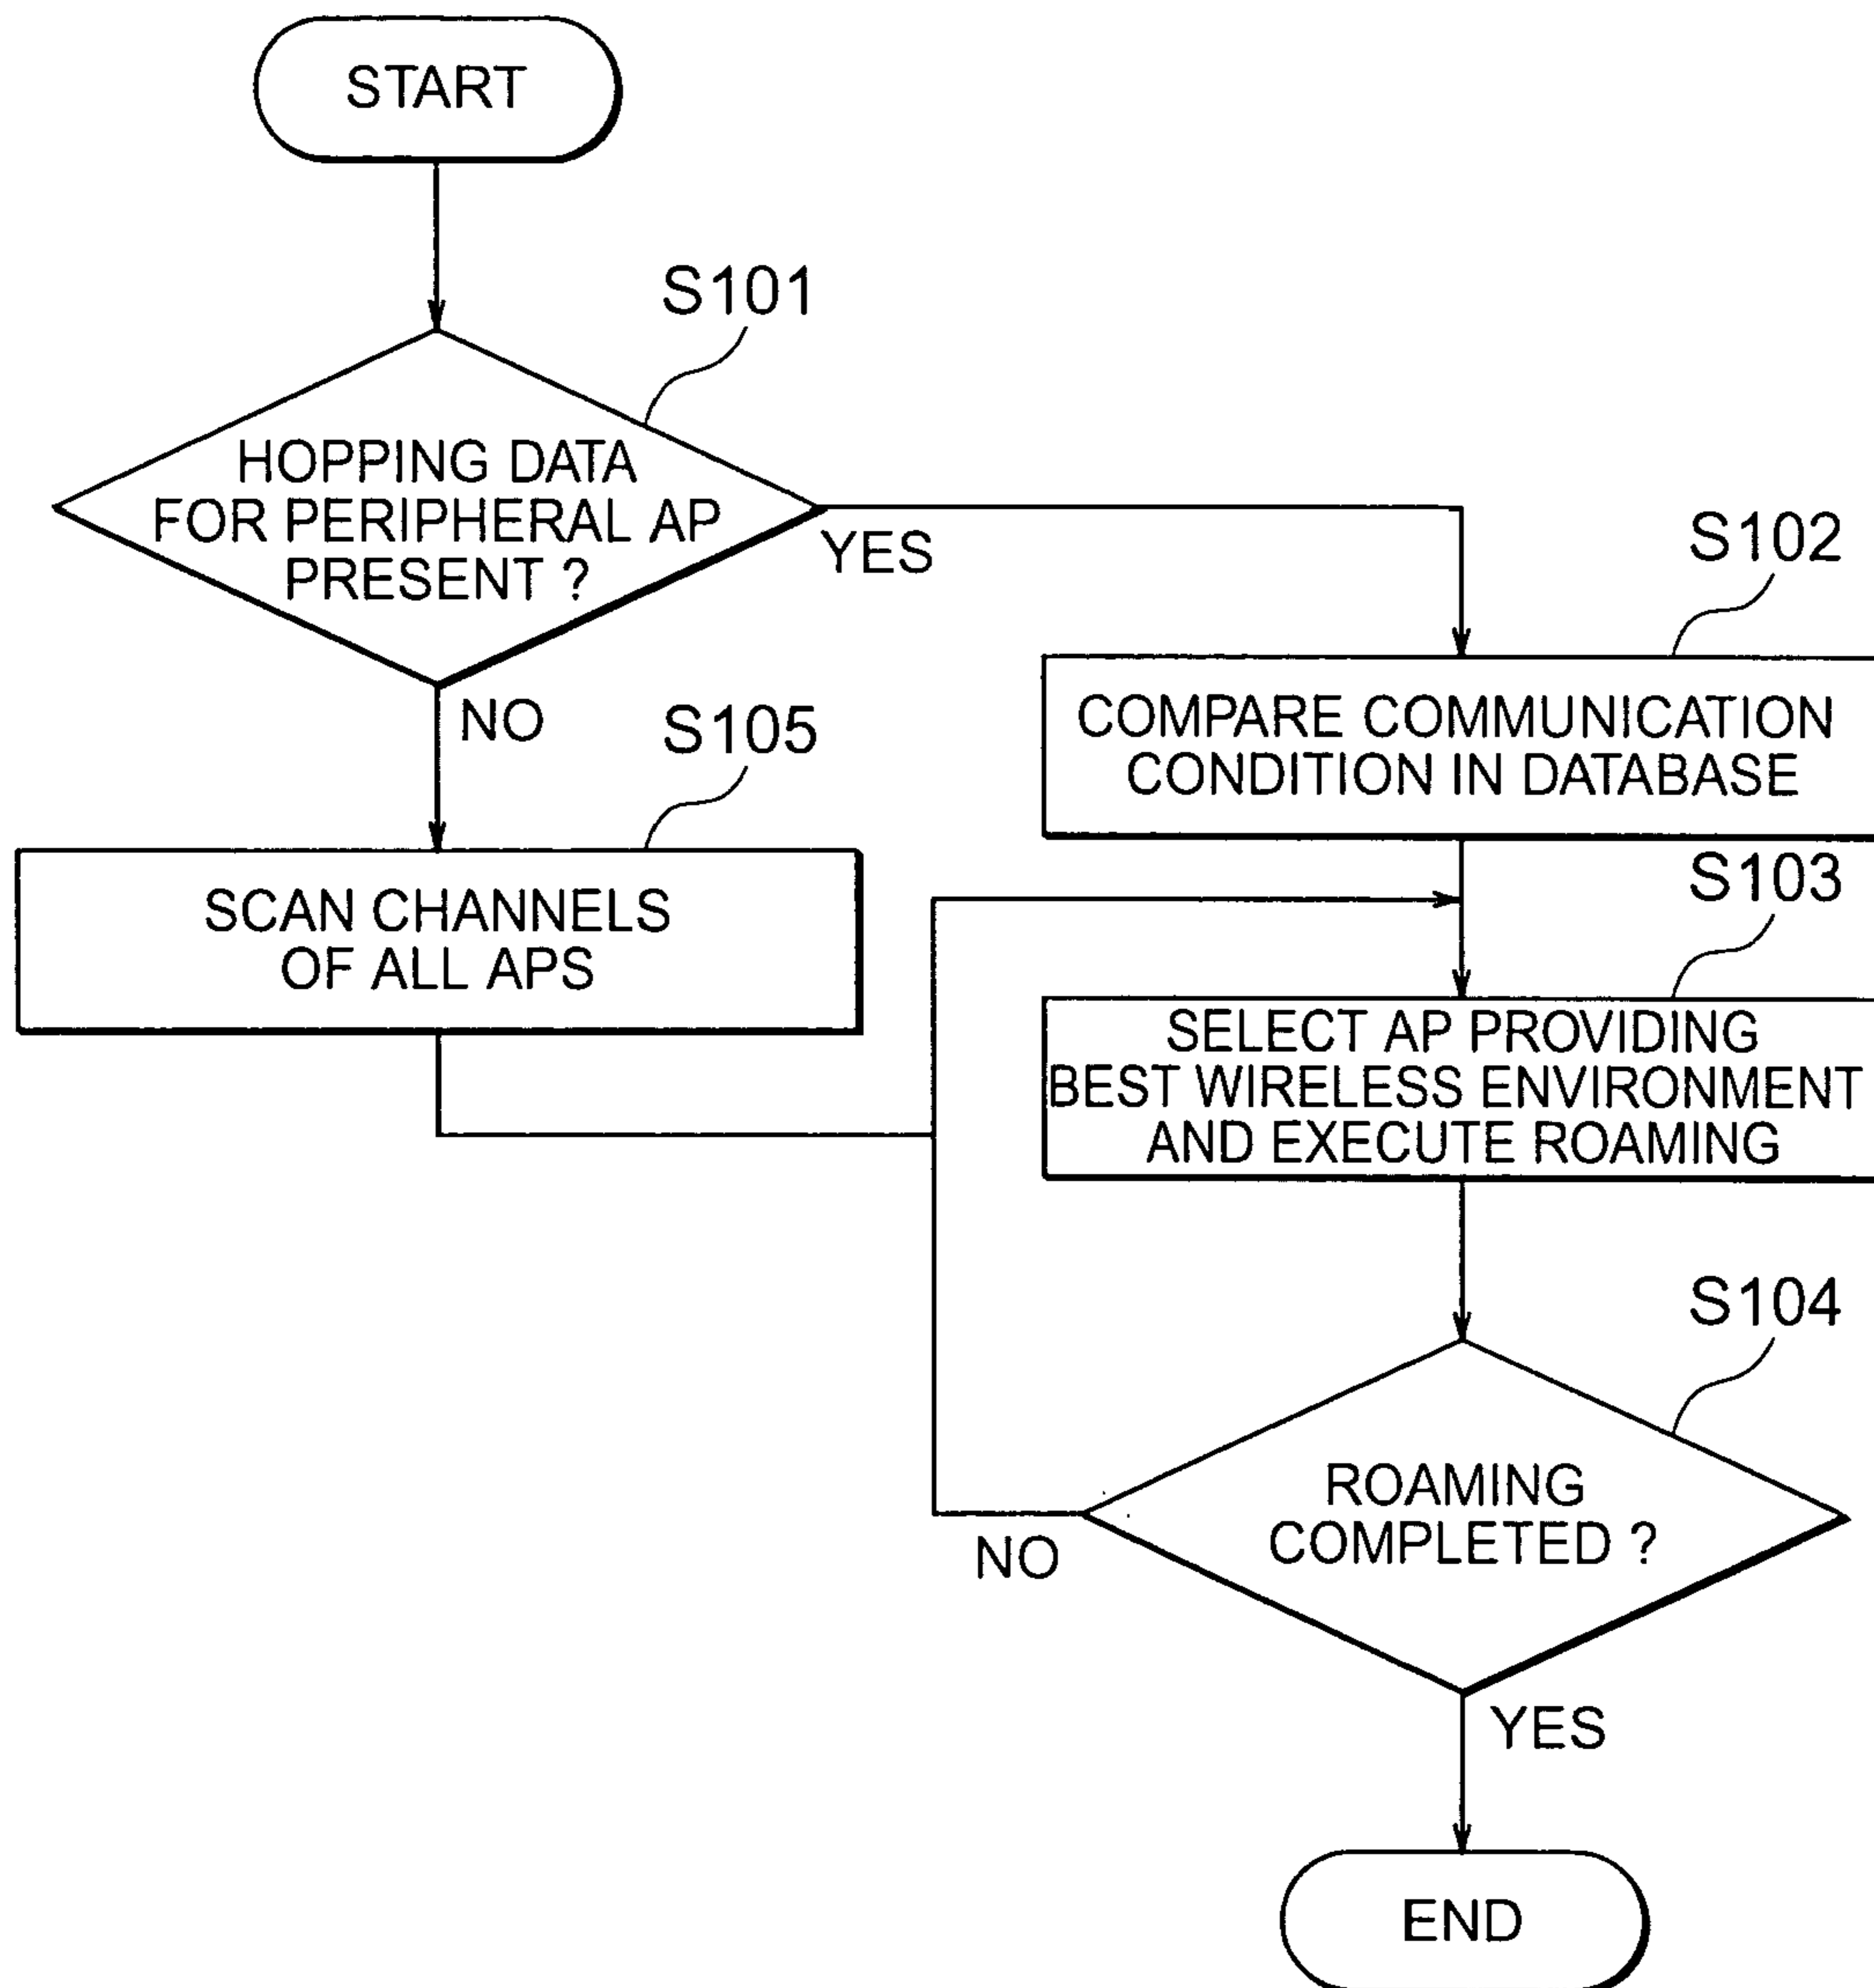 START
S101
HOPPING DATA
FOR PERIPHERAL AP
PRESENT ?
YES
NO
S102
COMPARE COMMUNICATION
CONDITION IN DATABASE
S105
SCAN CHANNELS
OF ALL APS
S103
SELECT AP PROVIDING
BEST WIRELESS ENVIRONMENT
AND EXECUTE ROAMING
S104
ROAMING
COMPLETED ?
NO
YES
END